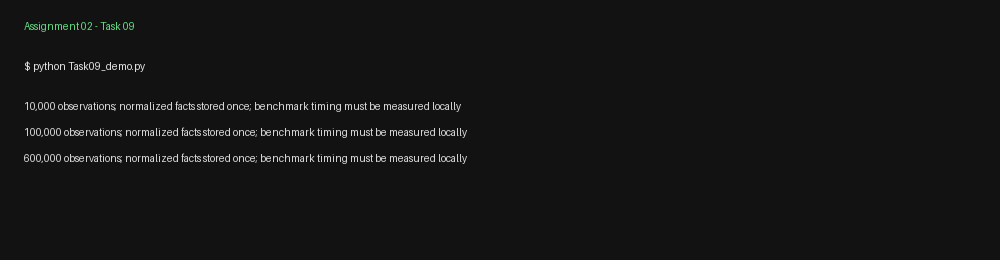 Assignment 02 - Task 09
$ python Task09_demo.py
10,000 observations; normalized facts stored once; benchmark timing must be measured locally
100,000 observations; normalized facts stored once; benchmark timing must be measured locally
600,000 observations; normalized facts stored once; benchmark timing must be measured locally